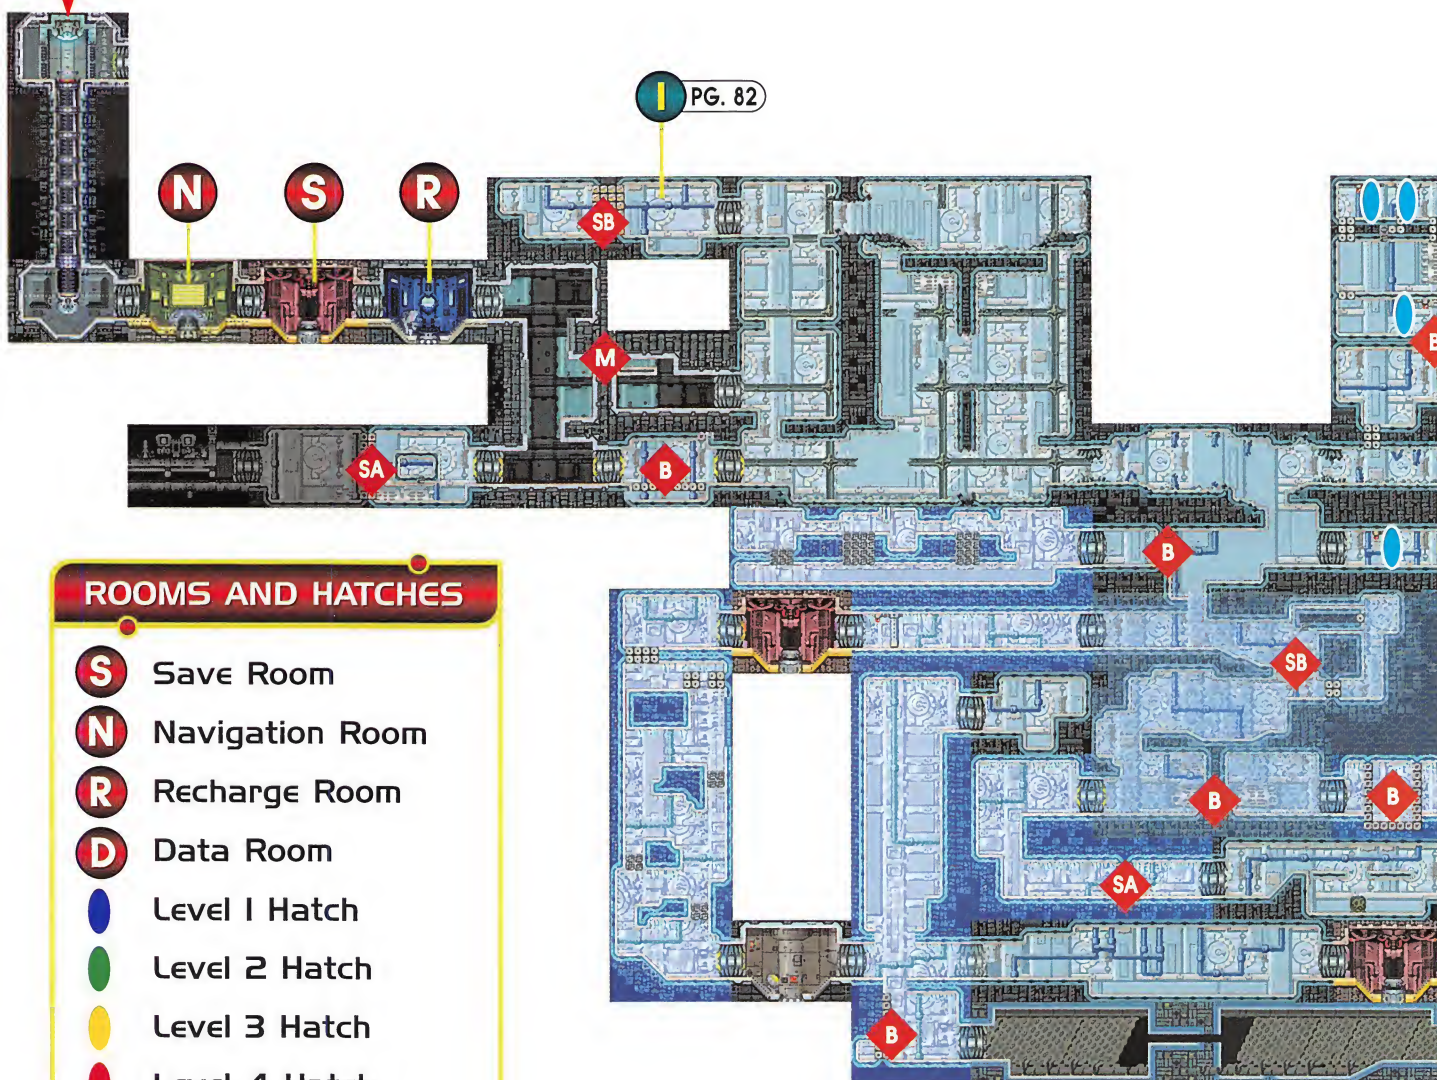 I PG. 82
N S R
SB
M
SA B
B
SB
B B
SA
B
ROOMS AND HATCHES
S Save Room
N Navigation Room
R Recharge Room
D Data Room
Level 1 Hatch
Level 2 Hatch
Level 3 Hatch